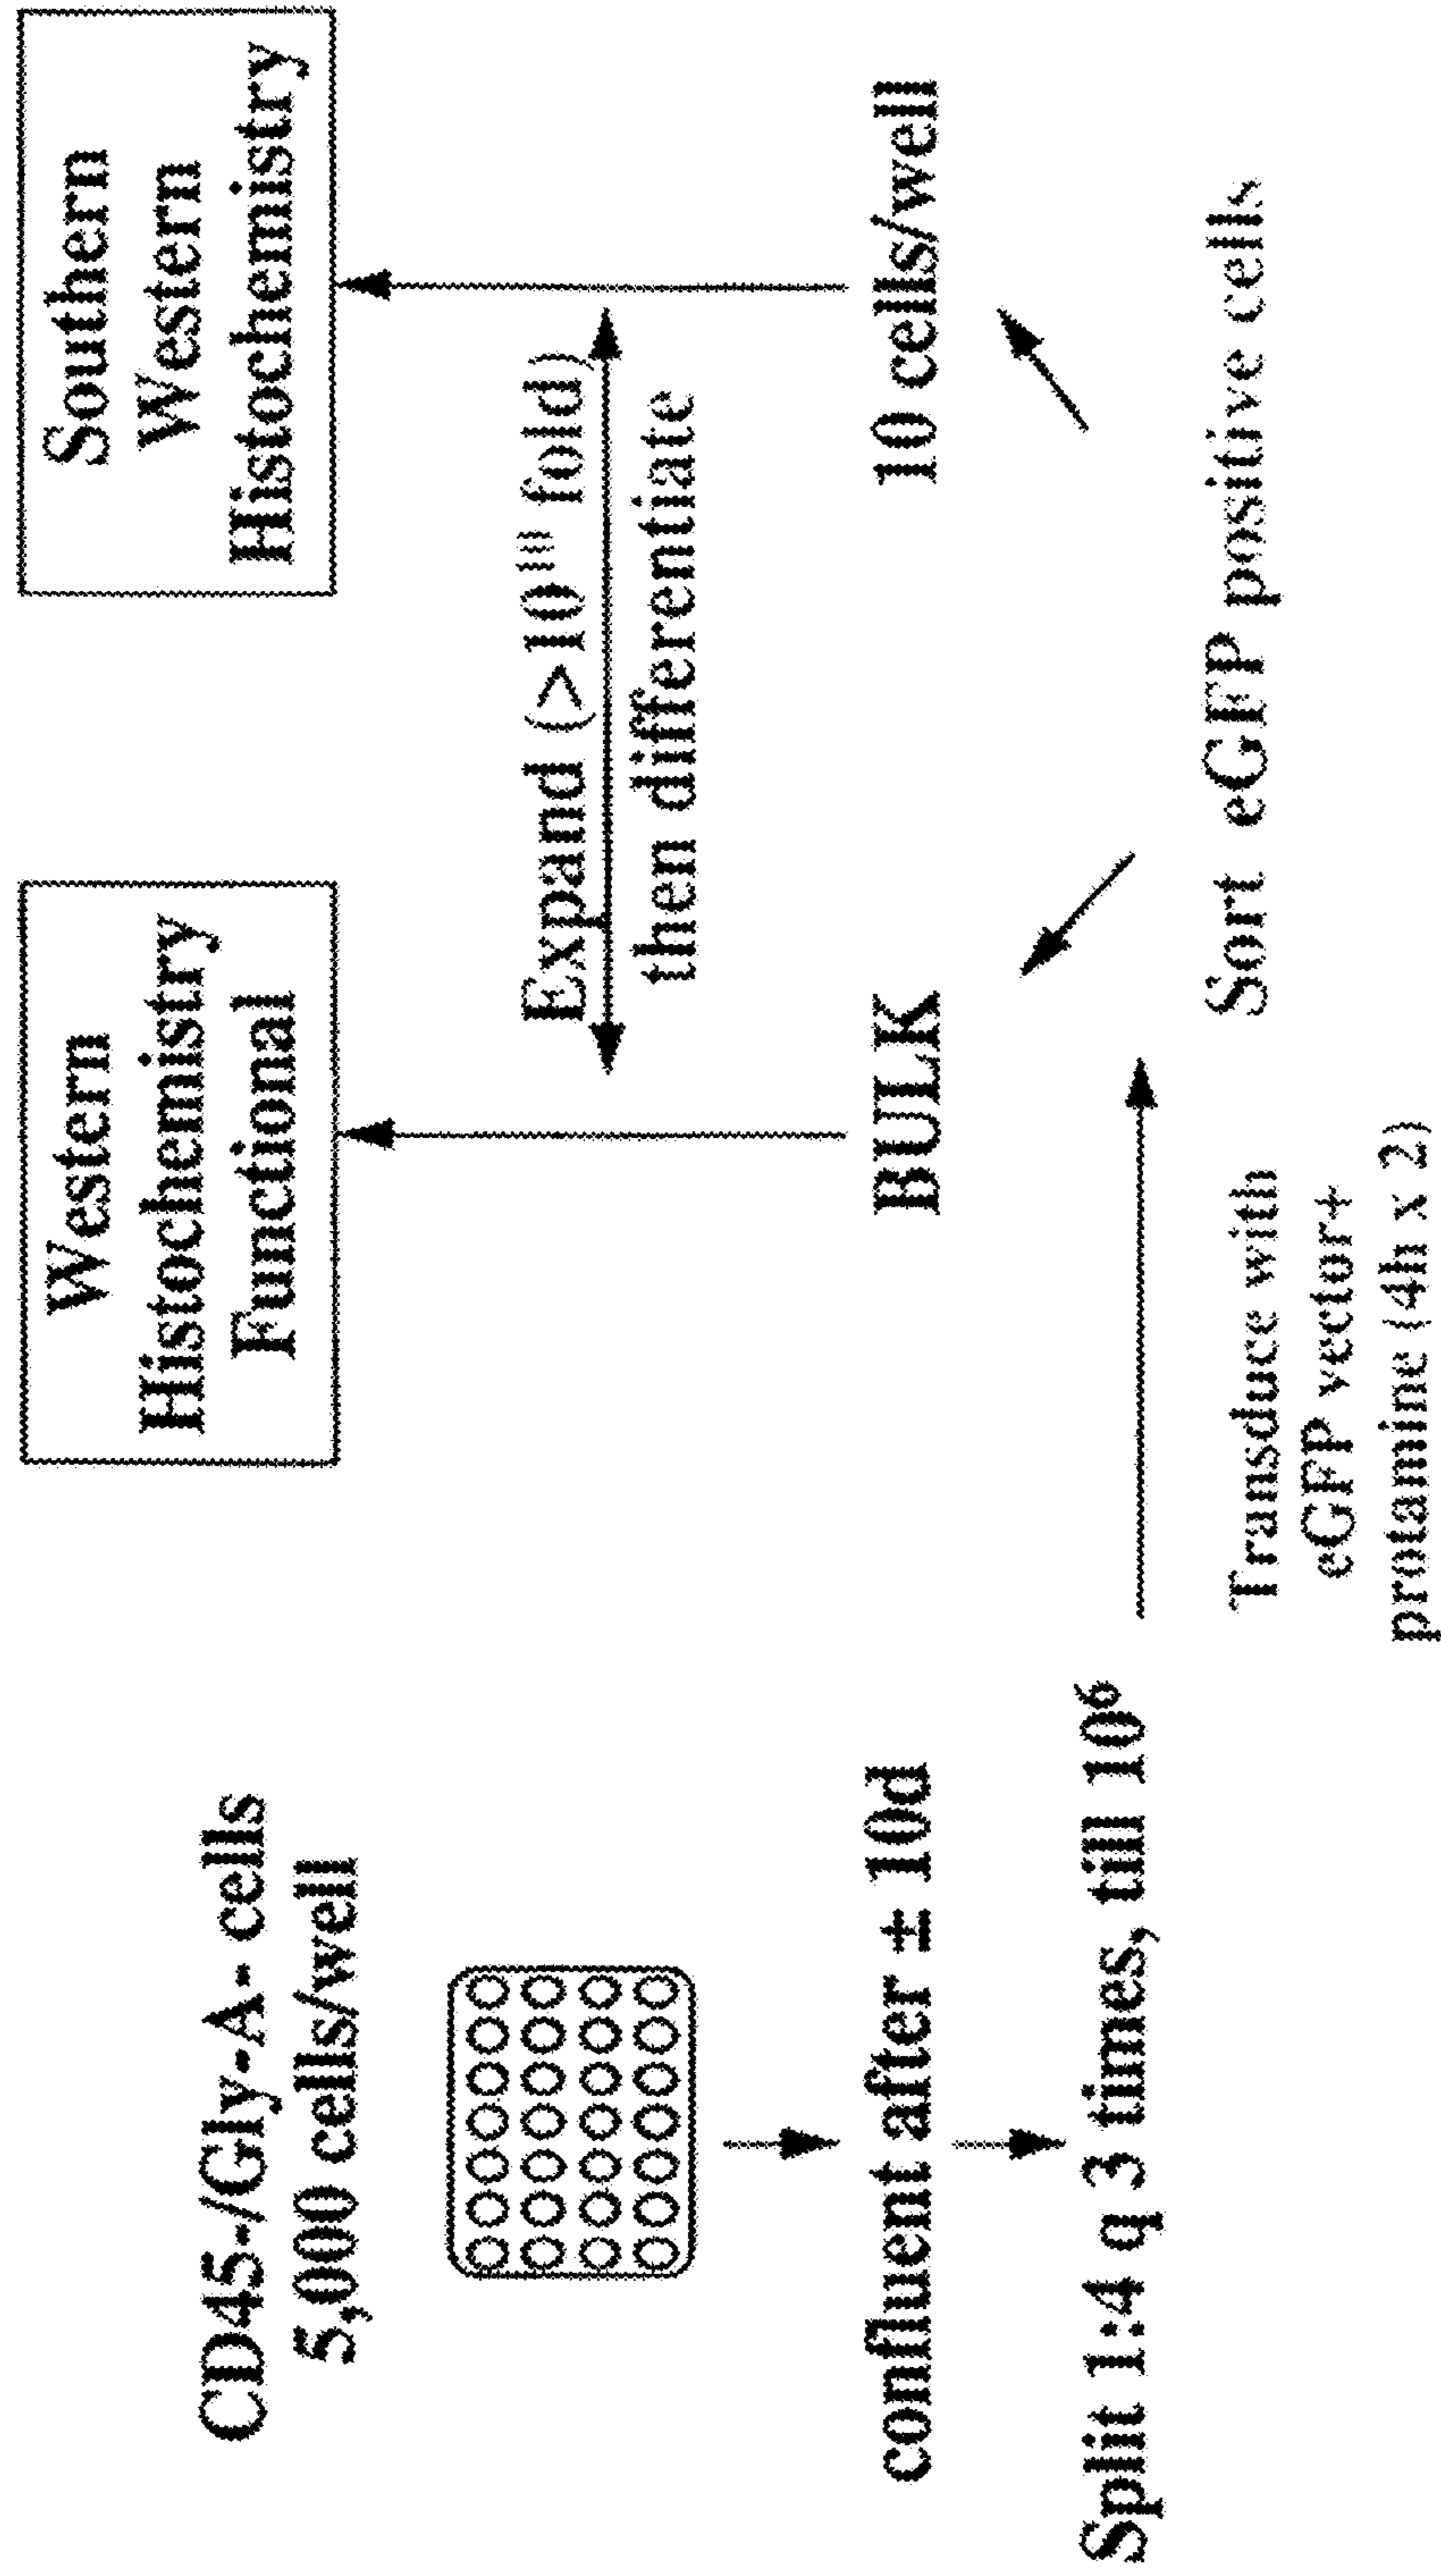 CD45-/Gly-A- cells
5,000 cells/well
confluent after ± 10d
Split 1:4 q 3 times, till 10⁶
Transduce with
eGFP vector+
protamine (4h x 2)
Sort eGFP positive cells
BULK
10 cells/well
Expand (>10¹⁰ fold)
then differentiate
Western
Histochemistry
Functional
Southern
Western
Histochemistry